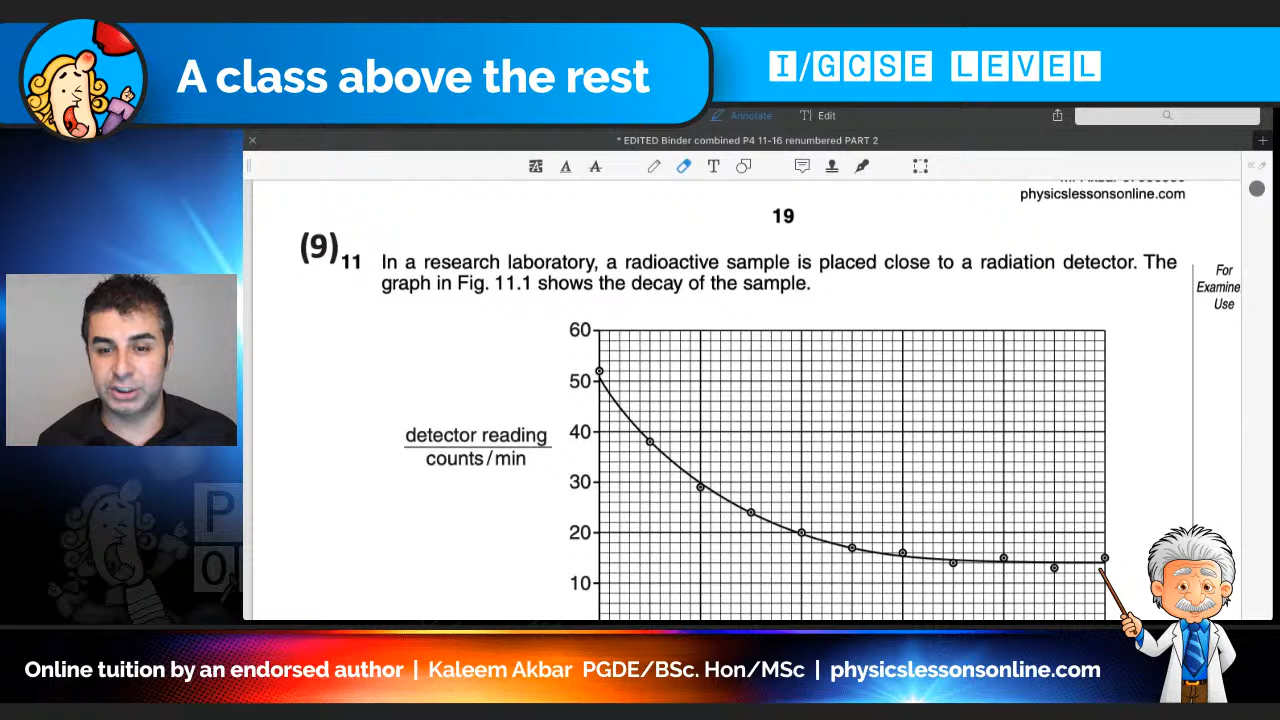 A class above the rest
I/GCSE LEVEL
Annotate
Edit
* EDITED Binder combined P4 11-16 renumbered PART 2
physicslessonsonline.com
19
(9) 11 In a research laboratory, a radioactive sample is placed close to a radiation detector. The
graph in Fig. 11.1 shows the decay of the sample.
For
Examine
Use
60
50
40
30
20
10
detector reading
counts / min
P
O
Online tuition by an endorsed author | Kaleem Akbar PGDE/BSc. Hon/MSc | physicslessonsonline.com